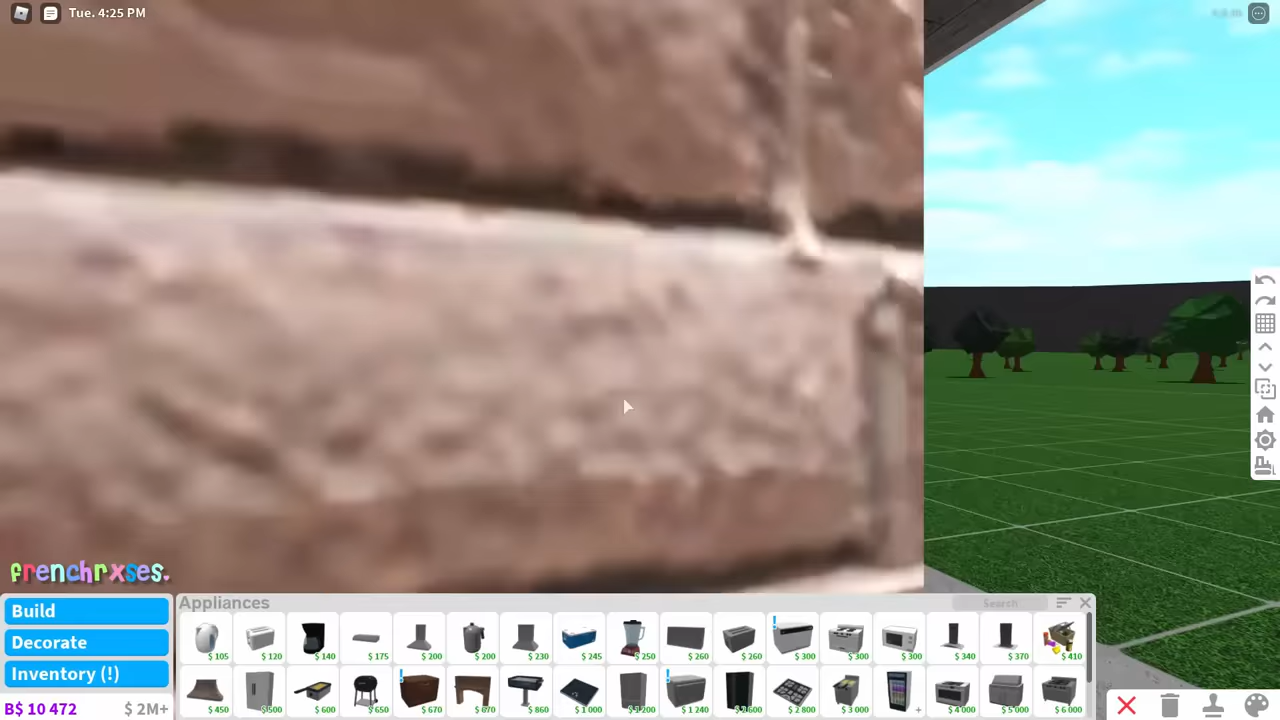 Tue. 4:25 PM
frenchrxses.
Build
Decorate
Inventory (!)
B$ 10 472 $ 2M+
Appliances
Search
$ 105 $ 120 $ 140 $ 175 $ 200 $ 200 $ 230 $ 245 $ 250 $ 260 $ 260 $ 300 $ 300 $ 300 $ 340 $ 370 $ 410
$ 450 $ 500 $ 600 $ 650 $ 670 $ 670 $ 860 $ 1 000 $ 1 200 $ 1 240 $ 2 800 $ 3 000 + $ 4 000 $ 5 000 $ 6 000